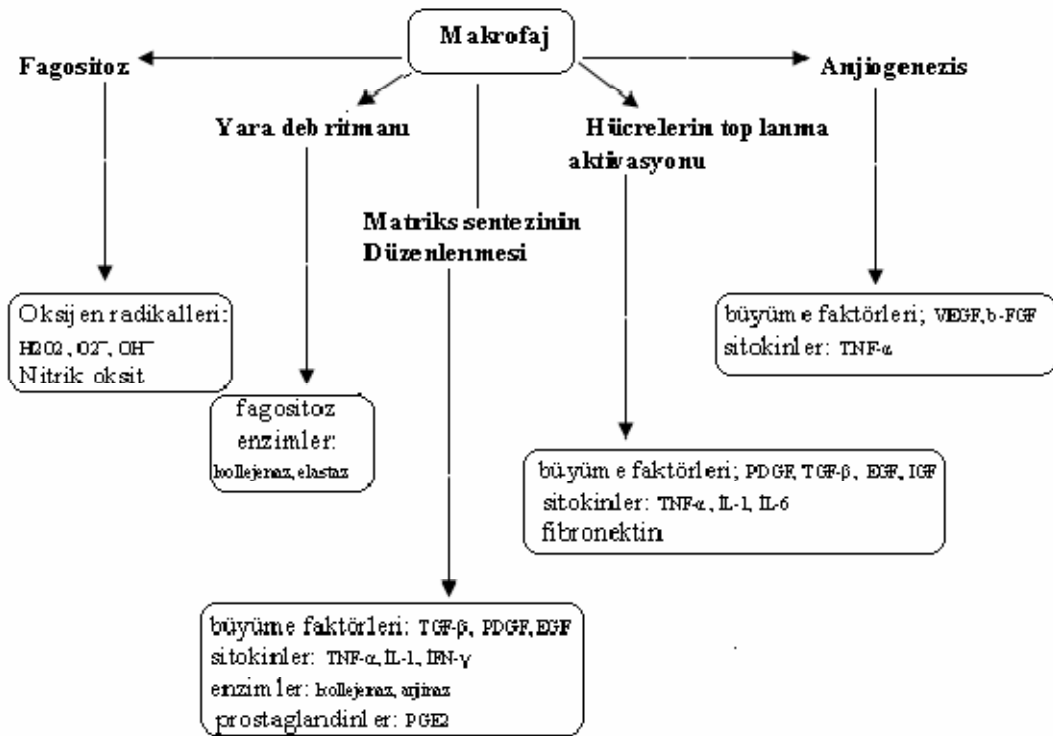 Makrofaj
Fagositoz
Anjiogenezis
Yara debritmanı
Hücrelerin toplanma
aktivasyonu
Matriks sentezinin
Düzenlenmesi
Oksijen radikalleri:
H2O2, O2⁻, OH⁻
Nitrik oksit
büyüme faktörleri; VEGF, b-FGF
sitokinler: TNF-α
fagositoz
enzimler:
kollejenaz, elastaz
büyüme faktörleri; PDGF, TGF-β, EGF, IGF
sitokinler: TNF-α, IL-1, IL-6
fibronektin
büyüme faktörleri: TGF-β, PDGF, EGF
sitokinler: TNF-α, IL-1, IFN-γ
enzimler: kollejenaz, arjinaz
prostaglandinler: PGE2